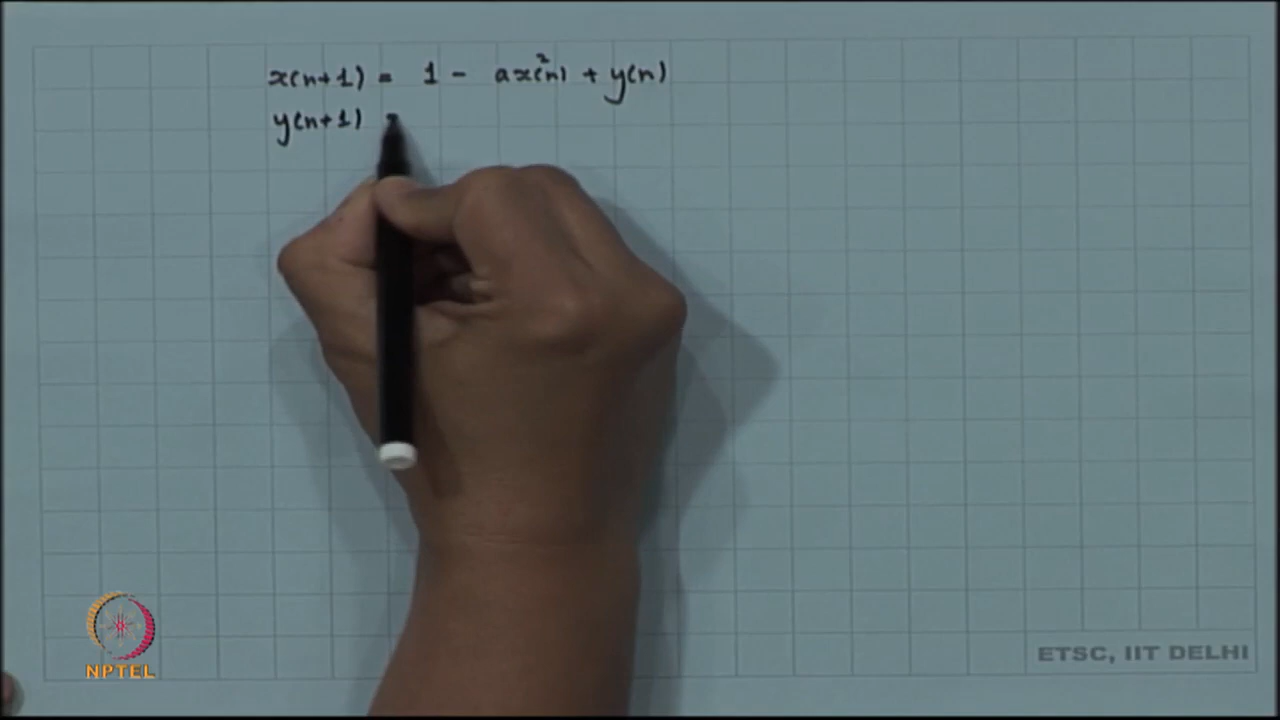 x(n+1) = 1 - ax²(n) + y(n)
y(n+1) =
NPTEL
ETSC, IIT DELHI